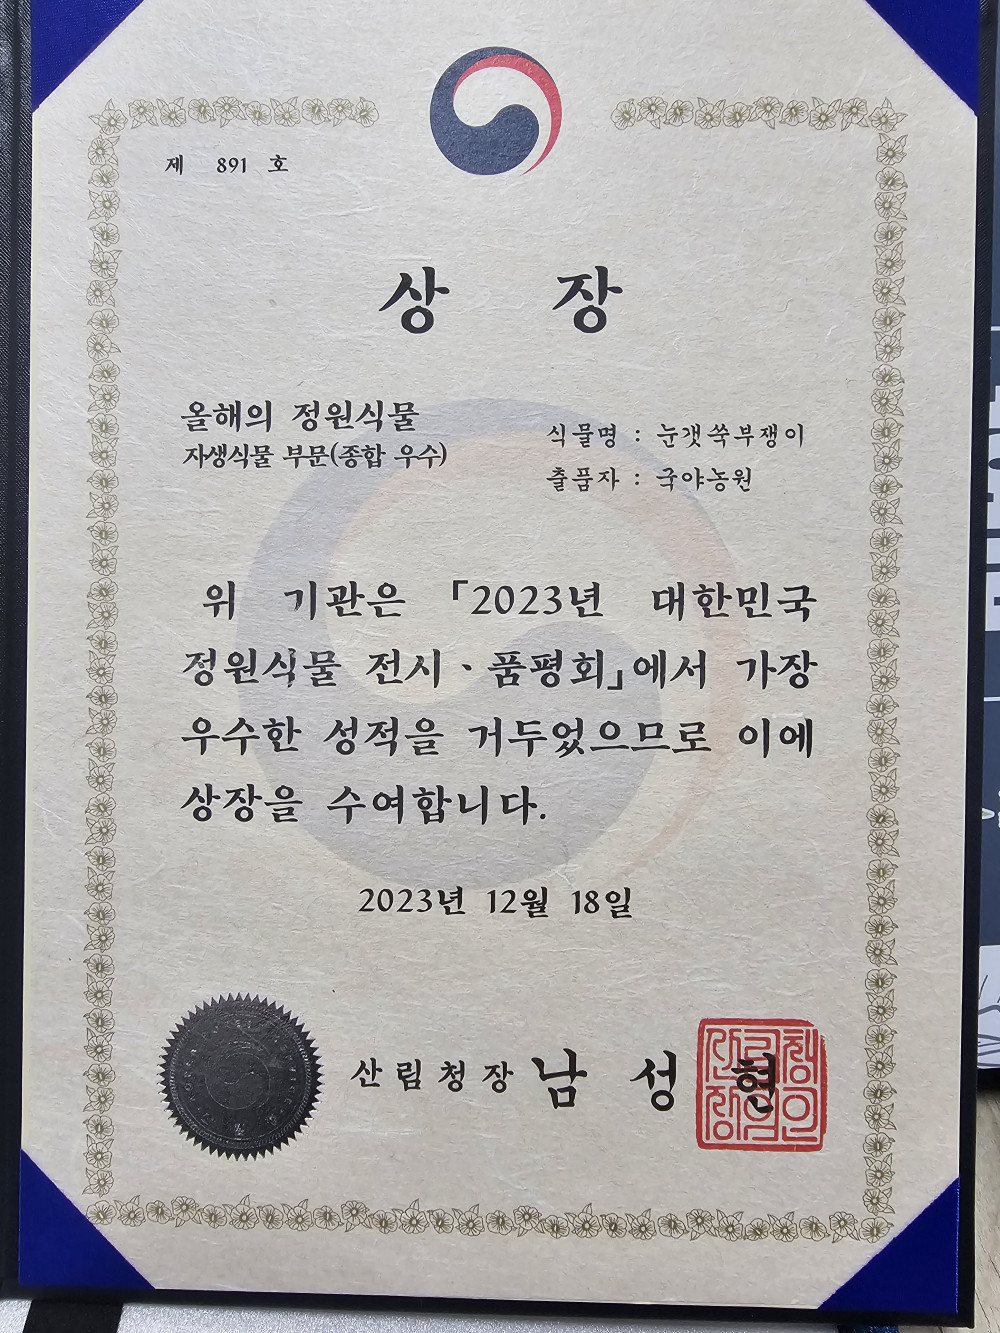 제 891 호
상 장
올해의 정원식물
자생식물 부문(종합 우수)
식물명 : 눈갯쑥부쟁이
출품자 : 국야농원
위 기관은 「2023년 대한민국
정원식물 전시·품평회」에서 가장
우수한 성적을 거두었으므로 이에
상장을 수여합니다.
2023년 12월 18일
산림청장 남 성 현